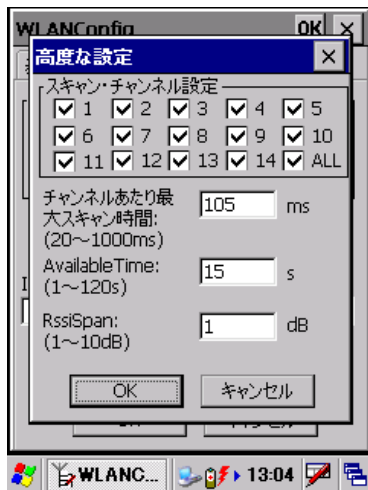 WLANConfig OK ×
高度な設定 ×
スキャン・チャンネル設定
1 2 3 4 5
6 7 8 9 10
11 12 13 14 ALL
チャンネルあたり最
大スキャン時間:
(20～1000ms)
105 ms
AvailableTime:
(1～120s)
15 s
RssiSpan:
(1～10dB)
1 dB
OK キャンセル
WLANC... 13:04